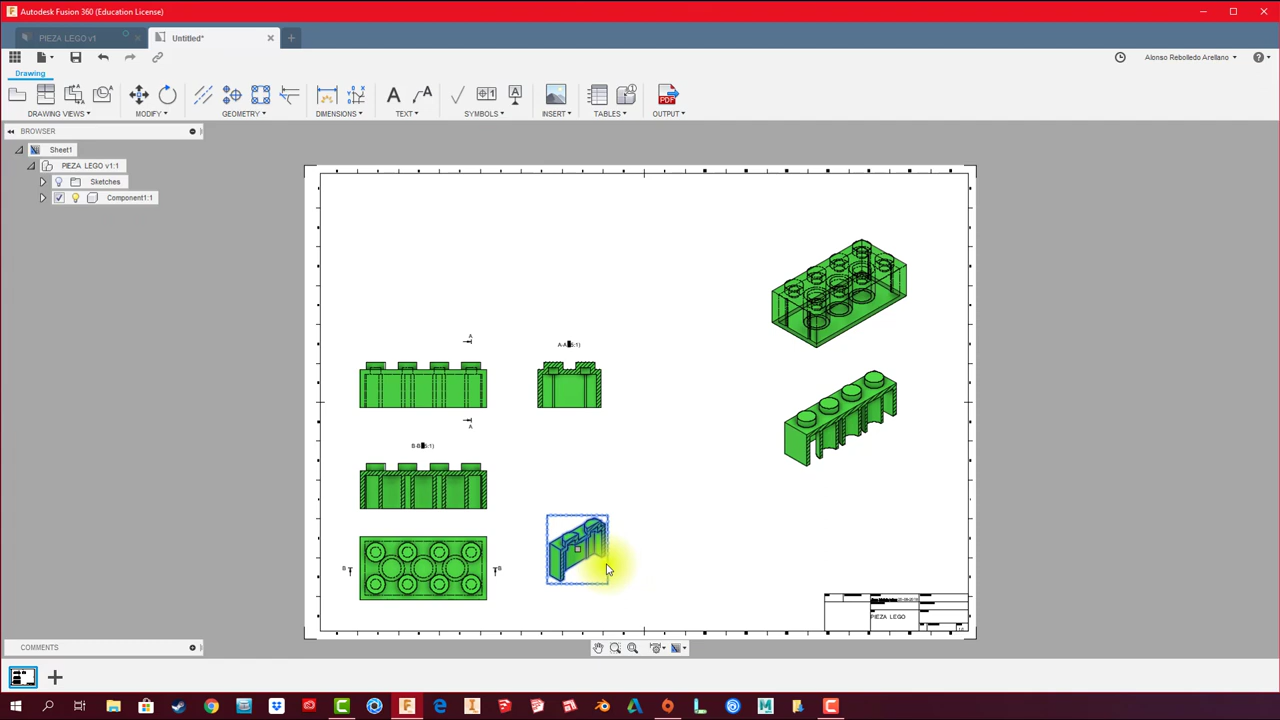 Autodesk Fusion 360 (Education License)
PIEZA LEGO v1
Untitled*
Alonso Rebolledo Arellano
Drawing
DRAWING VIEWS
MODIFY
GEOMETRY
DIMENSIONS
TEXT
SYMBOLS
INSERT
TABLES
PDF
OUTPUT
BROWSER
Sheet1
PIEZA LEGO v1:1
Sketches
Component1:1
A
A
B
B
PIEZA LEGO
COMMENTS